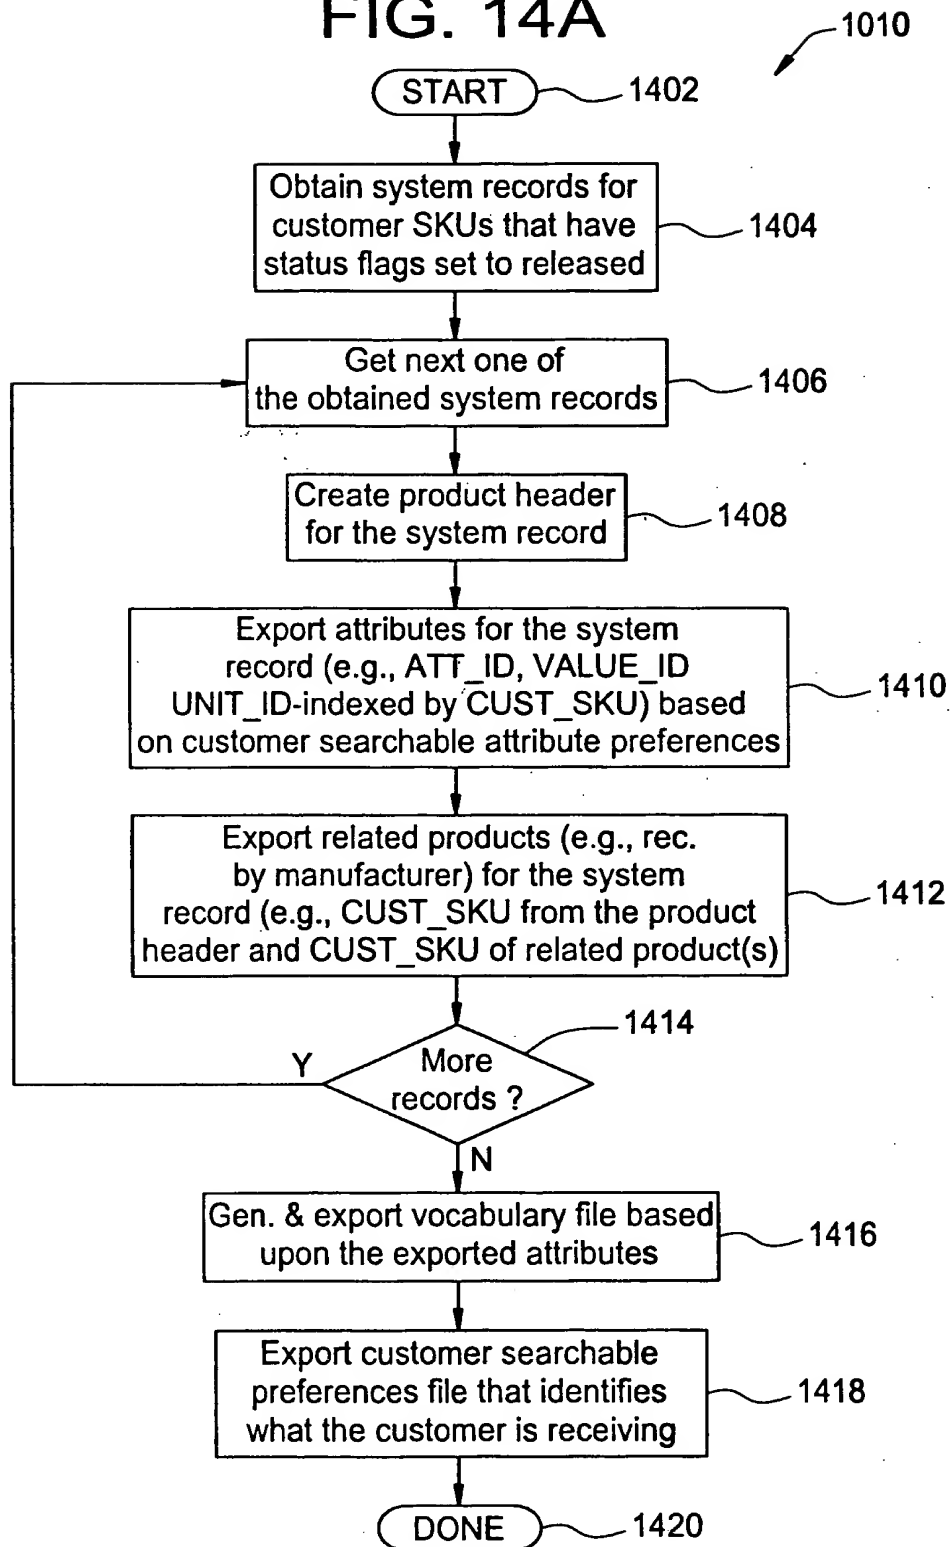 FIG. 14A
1010
START
1402
Obtain system records for
customer SKUs that have
status flags set to released
1404
Get next one of
the obtained system records
1406
Create product header
for the system record
1408
Export attributes for the system
record (e.g., ATT_ID, VALUE_ID
UNIT_ID-indexed by CUST_SKU) based
on customer searchable attribute preferences
1410
Export related products (e.g., rec.
by manufacturer) for the system
record (e.g., CUST_SKU from the product
header and CUST_SKU of related product(s)
1412
1414
More
records ?
Y
N
Gen. & export vocabulary file based
upon the exported attributes
1416
Export customer searchable
preferences file that identifies
what the customer is receiving
1418
DONE
1420